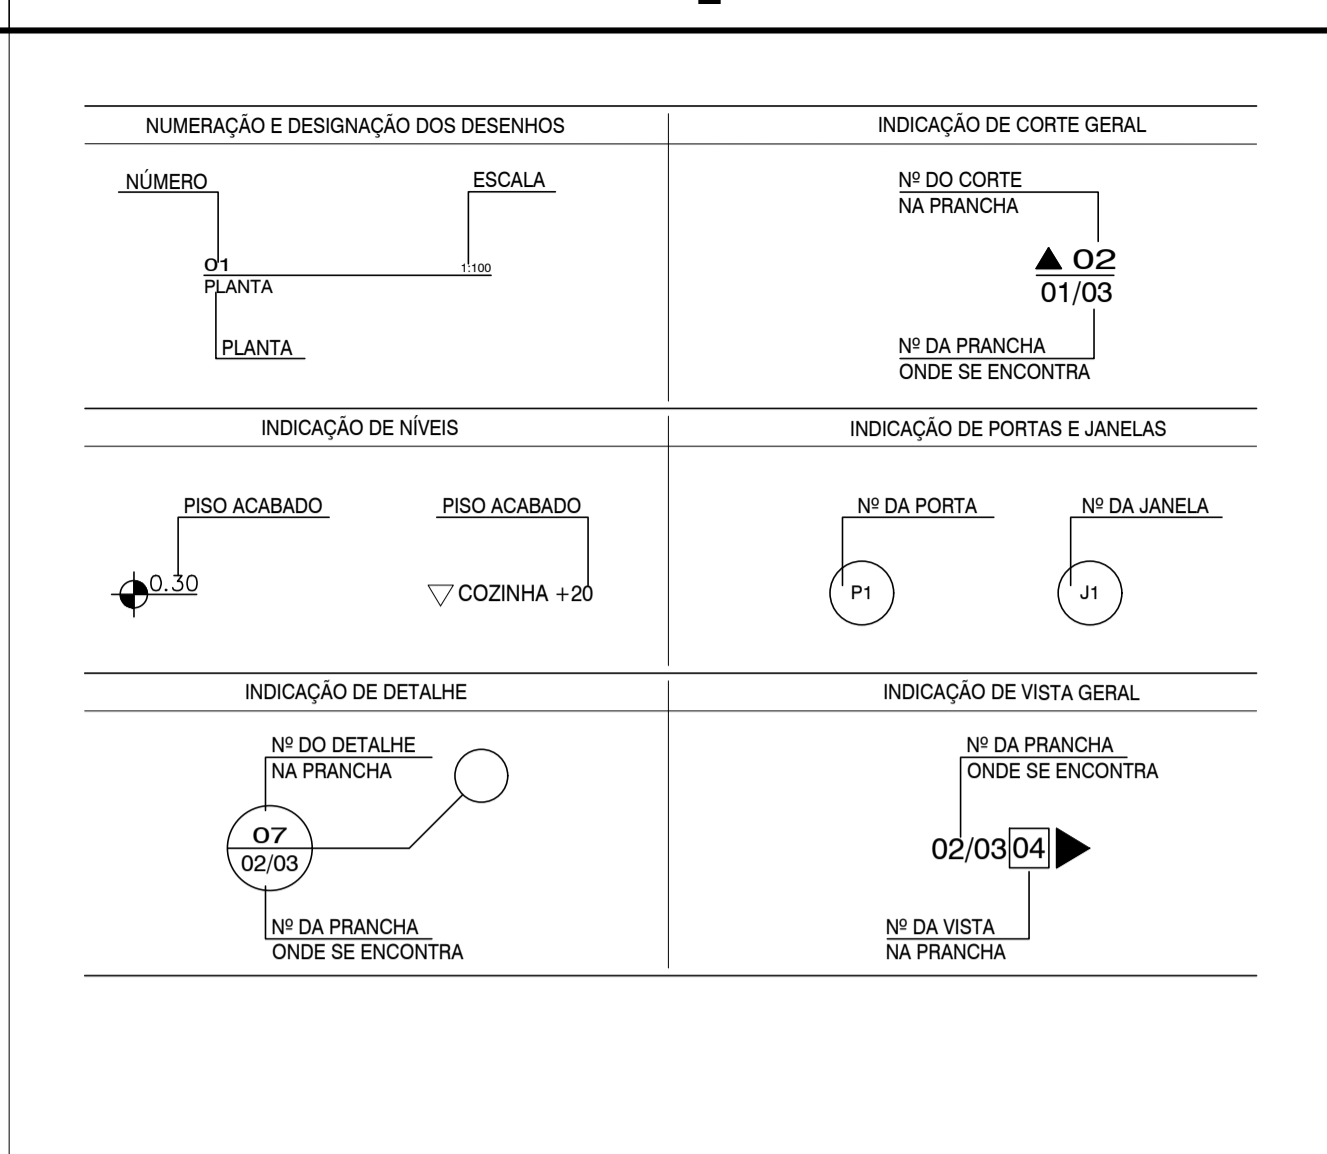 NUMERAÇÃO E DESIGNAÇÃO DOS DESENHOS
NÚMERO
ESCALA
01
1:100
PLANTA
PLANTA
INDICAÇÃO DE CORTE GERAL
Nº DO CORTE
NA PRANCHA
02
01/03
Nº DA PRANCHA
ONDE SE ENCONTRA
INDICAÇÃO DE NÍVEIS
PISO ACABADO
PISO ACABADO
0.30
COZINHA +20
INDICAÇÃO DE PORTAS E JANELAS
Nº DA PORTA
Nº DA JANELA
P1
J1
INDICAÇÃO DE DETALHE
Nº DO DETALHE
NA PRANCHA
07
02/03
Nº DA PRANCHA
ONDE SE ENCONTRA
INDICAÇÃO DE VISTA GERAL
Nº DA PRANCHA
ONDE SE ENCONTRA
02/03 04
Nº DA VISTA
NA PRANCHA